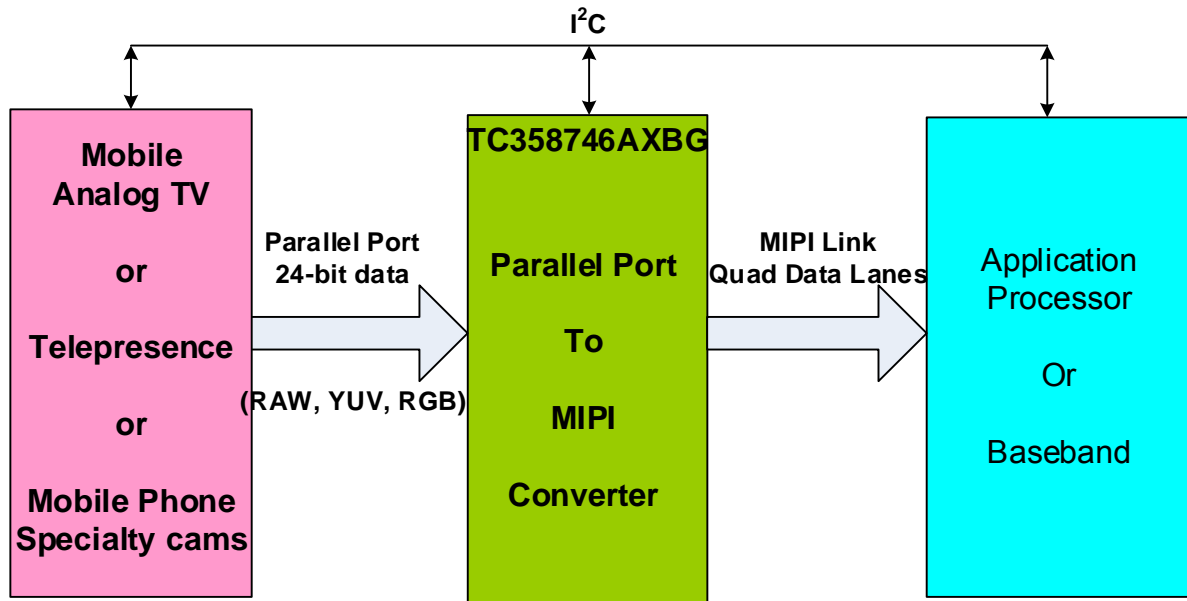 I²C
Mobile
Analog TV
or
Telepresence
or
Mobile Phone
Specialty cams
Parallel Port
24-bit data
(RAW, YUV, RGB)
TC358746AXBG
Parallel Port
To
MIPI
Converter
MIPI Link
Quad Data Lanes
Application
Processor
Or
Baseband